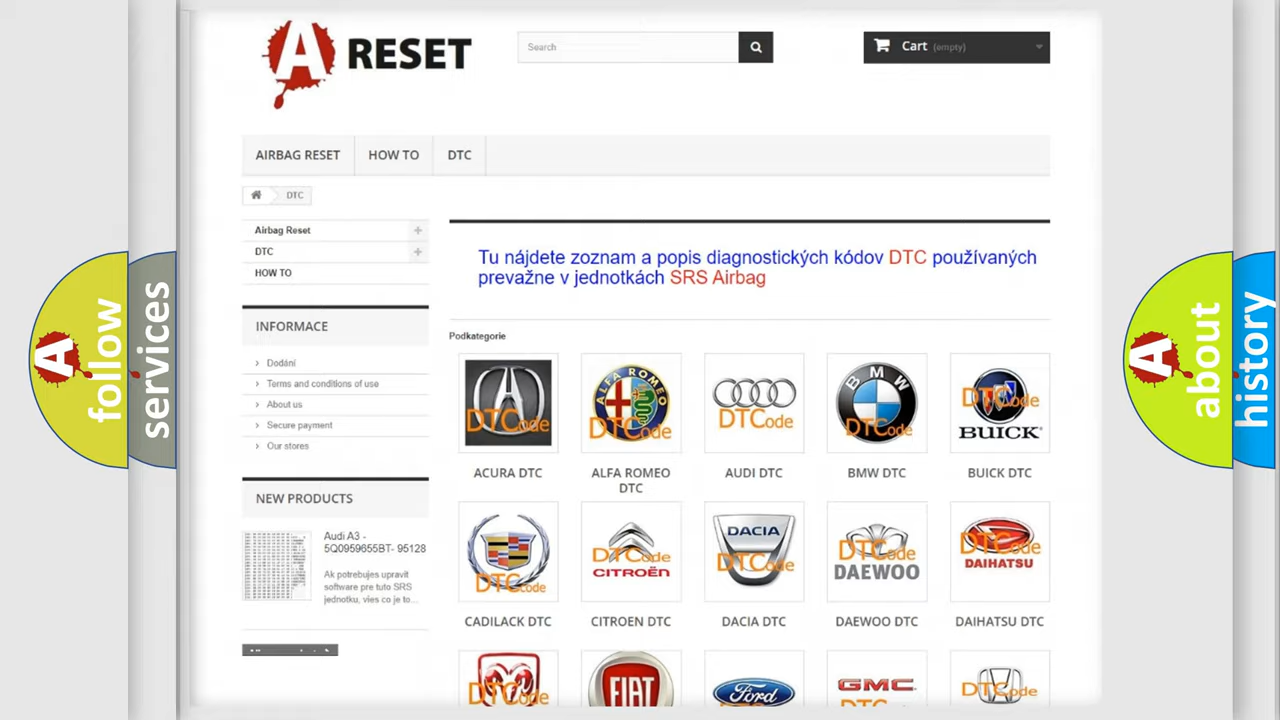 A RESET
Search
Cart (empty)
AIRBAG RESET
HOW TO
DTC
DTC
Airbag Reset
DTC
HOW TO
INFORMACE
Dodání
Terms and conditions of use
About us
Secure payment
Our stores
NEW PRODUCTS
Audi A3 -
5Q0959655BT- 95128
Ak potrebujes upravit
software pre tuto SRS
jednotku, vies co je to...
Tu nájdete zoznam a popis diagnostických kódov DTC používaných
prevažne v jednotkách SRS Airbag
Podkategorie
DTCode
ALFA ROMEO
DTCode
DTCode
BMW
DTCode
DTCode
BUICK
ACURA DTC
ALFA ROMEO
DTC
AUDI DTC
BMW DTC
BUICK DTC
DTCode
DTCode
CITROËN
DACIA
DTCode
DTCode
DAEWOO
DTCode
DAIHATSU
CADILACK DTC
CITROEN DTC
DACIA DTC
DAEWOO DTC
DAIHATSU DTC
DTCode
FIAT
Ford
GMC
DTCode
A follow
services
A about
history